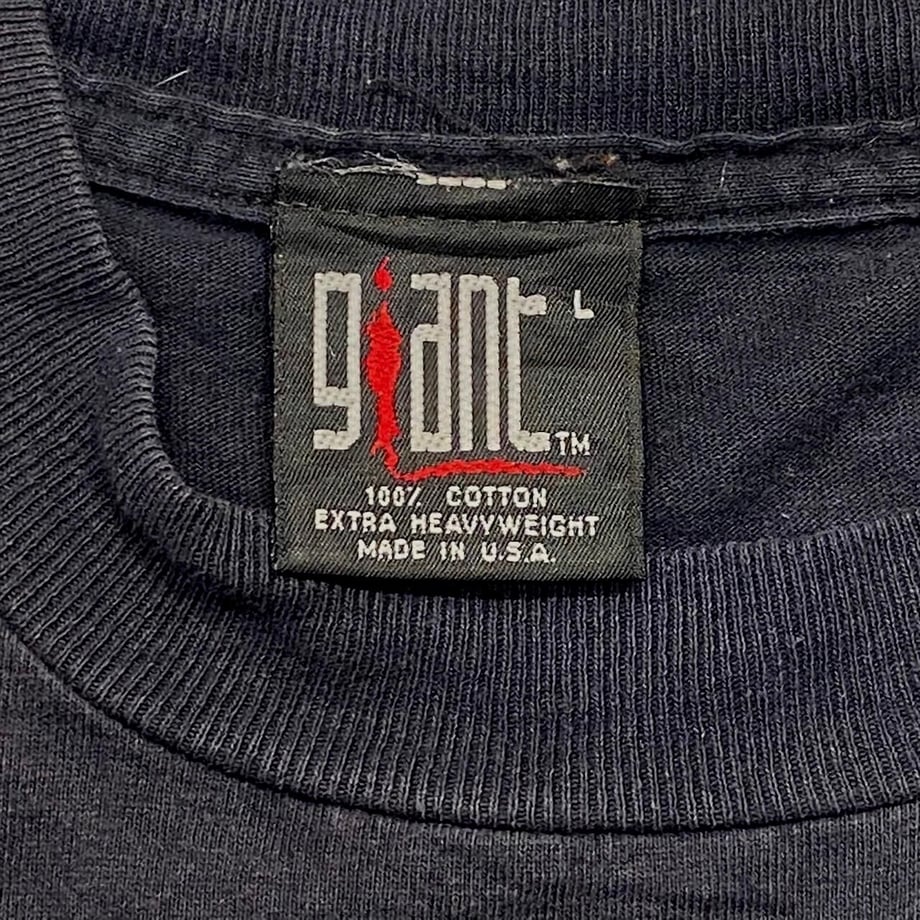 giant L
TM
100% COTTON
EXTRA HEAVYWEIGHT
MADE IN U.S.A.